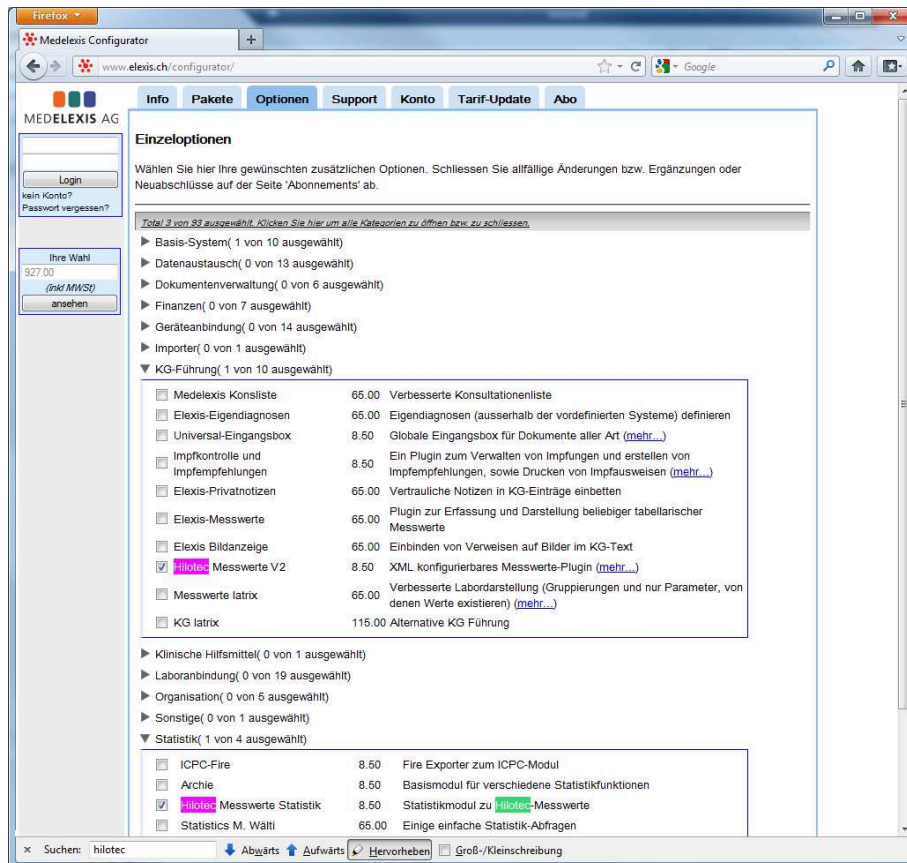 Firefox
Medelexis Configurator
www.elexis.ch/configurator/
Google
MEDELEXIS AG
Info Pakete Optionen Support Konto Tarif-Update Abo
Login
kein Konto?
Passwort vergessen?
Ihre Wahl
927.00
(inkl MWSt)
ansehen
Einzeloptionen
Wählen Sie hier Ihre gewünschten zusätzlichen Optionen. Schliessen Sie allfällige Änderungen bzw. Ergänzungen oder
Neuabschlüsse auf der Seite 'Abonnements' ab.
Total 3 von 93 ausgewählt. Klicken Sie hier um alle Kategorien zu öffnen bzw. zu schliessen.
Basis-System( 1 von 10 ausgewählt)
Datenaustausch( 0 von 13 ausgewählt)
Dokumentenverwaltung( 0 von 6 ausgewählt)
Finanzen( 0 von 7 ausgewählt)
Geräteanbindung( 0 von 14 ausgewählt)
Importer( 0 von 1 ausgewählt)
KG-Führung( 1 von 10 ausgewählt)
Medelexis Konsliste 65.00 Verbesserte Konsultationenliste
Elexis-Eigendiagnosen 65.00 Eigendiagnosen (ausserhalb der vordefinierten Systeme) definieren
Universal-Eingangsbox 8.50 Globale Eingangsbox für Dokumente aller Art (mehr...)
Impfkontrolle und
Impfempfehlungen 8.50 Ein Plugin zum Verwalten von Impfungen und erstellen von
Impfempfehlungen, sowie Drucken von Impfausweisen (mehr...)
Elexis-Privatnotizen 65.00 Vertrauliche Notizen in KG-Einträge einbetten
Elexis-Messwerte 65.00 Plugin zur Erfassung und Darstellung beliebiger tabellarischer
Messwerte
Elexis Bildanzeige 65.00 Einbinden von Verweisen auf Bilder im KG-Text
Hilotec Messwerte V2 8.50 XML konfigurierbares Messwerte-Plugin (mehr...)
Messwerte Iatrix 65.00 Verbesserte Labordarstellung (Gruppierungen und nur Parameter, von
denen Werte existieren) (mehr...)
KG Iatrix 115.00 Alternative KG Führung
Klinische Hilfsmittel( 0 von 1 ausgewählt)
Laboranbindung( 0 von 19 ausgewählt)
Organisation( 0 von 5 ausgewählt)
Sonstige( 0 von 1 ausgewählt)
Statistik( 1 von 4 ausgewählt)
ICPC-Fire 8.50 Fire Exporter zum ICPC-Modul
Archie 8.50 Basismodul für verschiedene Statistikfunktionen
Hilotec Messwerte Statistik 8.50 Statistikmodul zu Hilotec-Messwerte
Statistics M. Wälti 65.00 Einige einfache Statistik-Abfragen
Suchen: hilotec Abwärts Aufwärts Hervorheben Groß-/Kleinschreibung